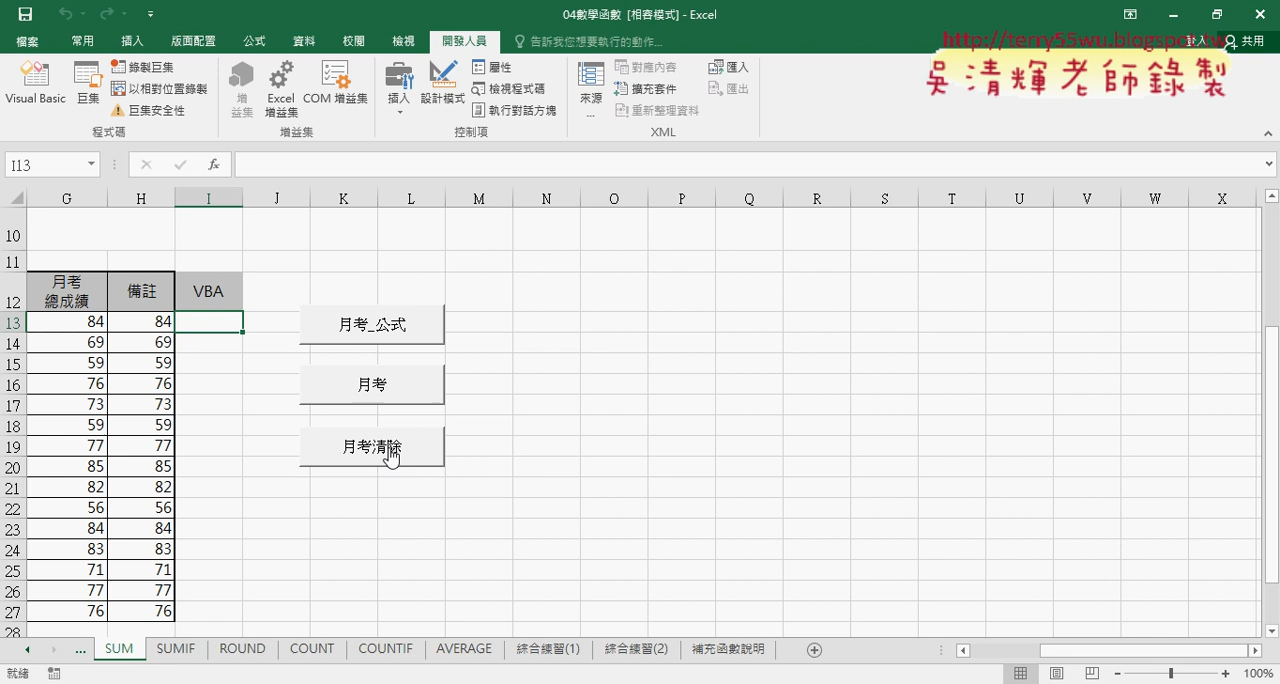 04數學函數 [相容模式] - Excel
檔案 常用 插入 版面配置 公式 資料 校閱 檢視 開發人員 告訴我您想要執行的動作... 登入 共用
http://terry55wu.blogspot.tw
吳清輝老師錄製
Visual Basic 巨集 錄製巨集 以相對位置錄製 巨集安全性
程式碼
增益集 Excel 增益集 COM 增益集
增益集
插入 設計模式 屬性 檢視程式碼 執行對話方塊
控制項
來源... 對應內容 擴充套件 重新整理資料 匯入 匯出
XML
I13 fx
G H I J K L M N O P Q R S T U V W X
10
11
12 月考總成績 備註 VBA
13 84 84
14 69 69
15 59 59
16 76 76
17 73 73
18 59 59
19 77 77
20 85 85
21 82 82
22 56 56
23 84 84
24 83 83
25 71 71
26 77 77
27 76 76
28
月考_公式
月考
月考清除
... SUM SUMIF ROUND COUNT COUNTIF AVERAGE 綜合練習(1) 綜合練習(2) 補充函數說明
就緒 100%